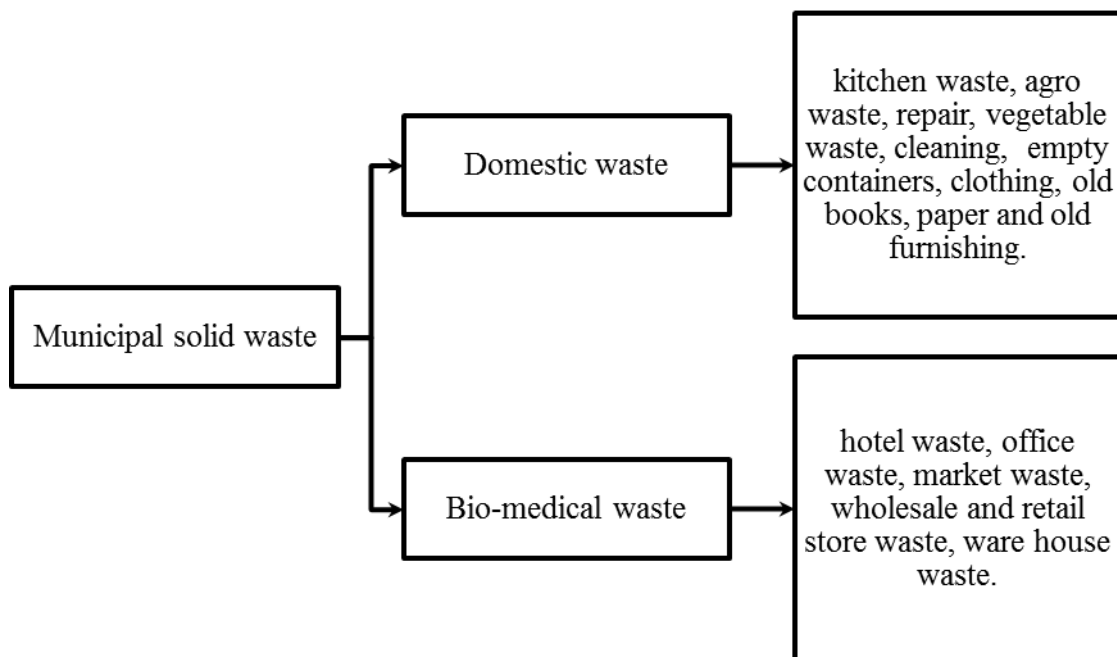 Municipal solid waste
Domestic waste
kitchen waste, agro
waste, repair, vegetable
waste, cleaning, empty
containers, clothing, old
books, paper and old
furnishing.
Bio-medical waste
hotel waste, office
waste, market waste,
wholesale and retail
store waste, ware house
waste.